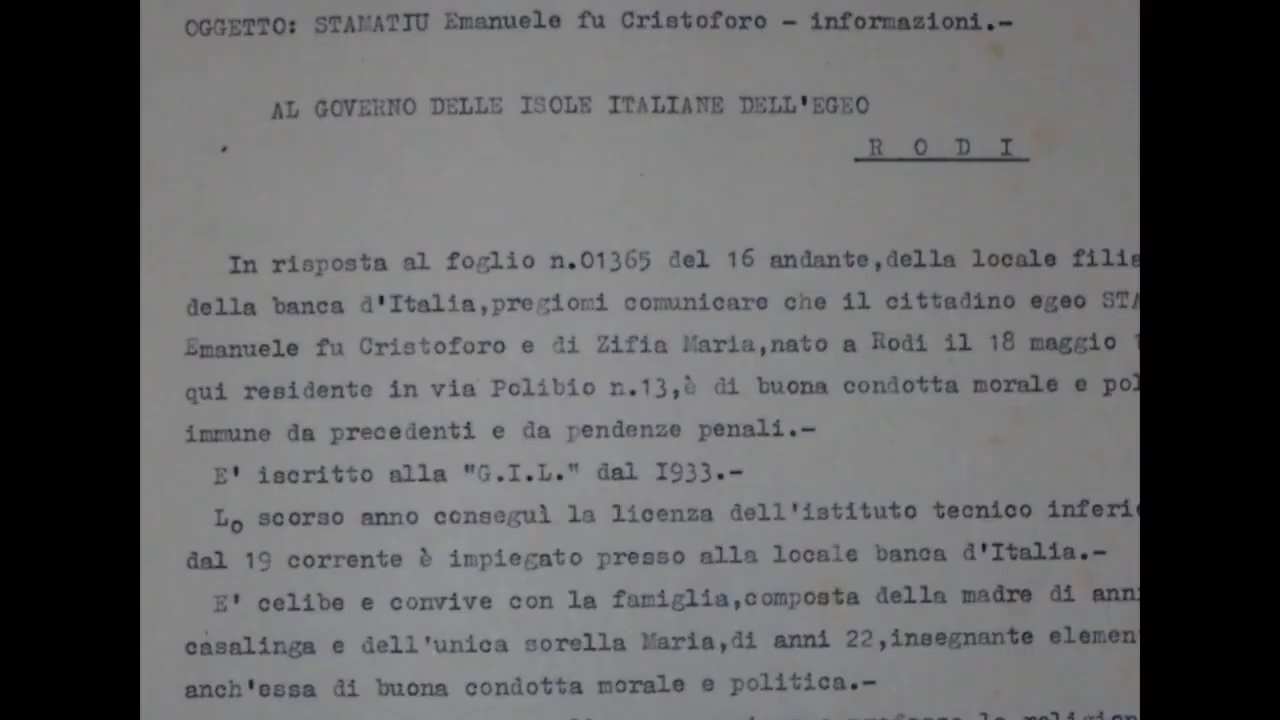 OGGETTO: STAMATIU Emanuele fu Cristoforo - informazioni.-
AL GOVERNO DELLE ISOLE ITALIANE DELL'EGEO
R O D I
In risposta al foglio n.01365 del 16 andante,della locale filia
della banca d'Italia,pregiomi comunicare che il cittadino egeo STA
Emanuele fu Cristoforo e di Zifia Maria,nato a Rodi il 18 maggio 1
qui residente in via Polibio n.13,è di buona condotta morale e pol
immune da precedenti e da pendenze penali.-
E' iscritto alla "G.I.L." dal I933.-
Lo scorso anno conseguì la licenza dell'istituto tecnico inferio
dal 19 corrente è impiegato presso alla locale banca d'Italia.-
E' celibe e convive con la famiglia,composta della madre di anni
casalinga e dell'unica sorella Maria,di anni 22,insegnante elemen
anch'essa di buona condotta morale e politica.-